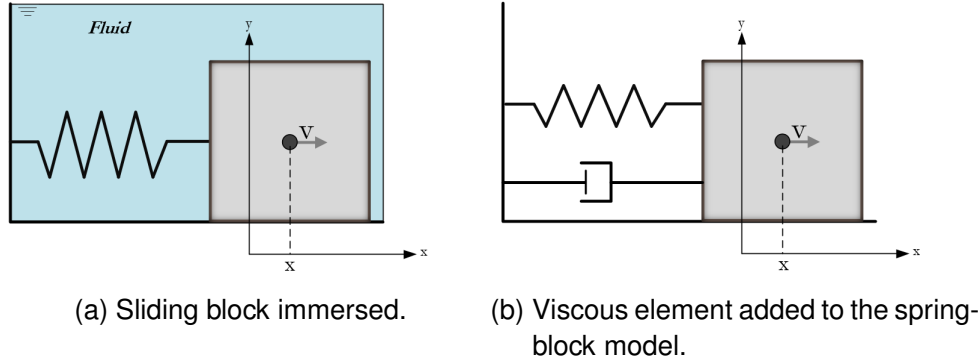 Fluid
y
V
x
x
(a) Sliding block immersed.
y
V
x
x
(b) Viscous element added to the spring-
block model.